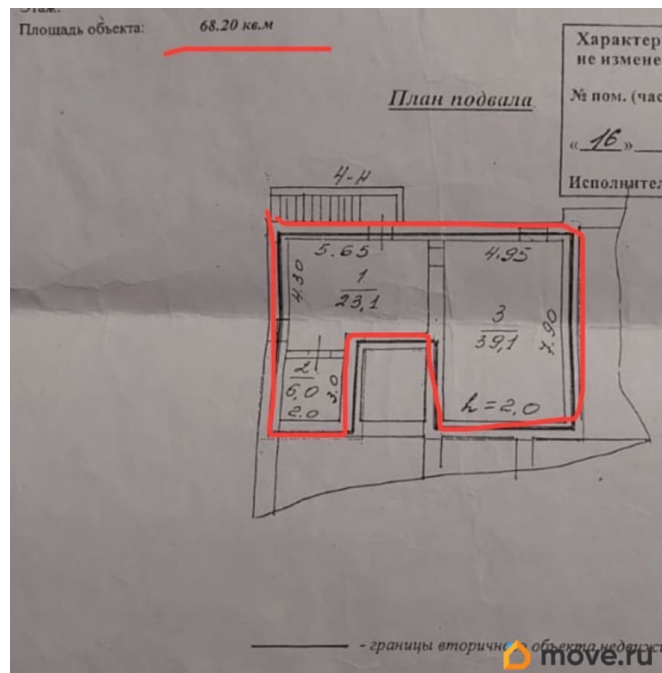 Этаж:
Площадь объекта: 68.20 кв.м
Характер
не измене
План подвала
№ пом. (час
« 16 »
Исполнител
4-Н
5.65
4.95
4.30
1
23,1
3
39,1
7.90
2
6,0
3.0
2.0
h = 2,0
- границы вторичного объекта недвижи
move.ru